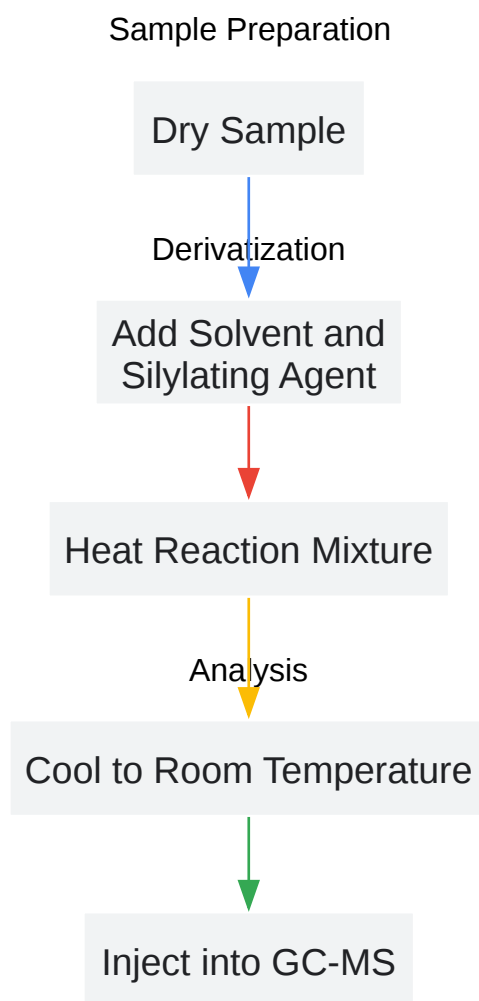 Sample Preparation
Dry Sample
Derivatization
Add Solvent and
Silylating Agent
Heat Reaction Mixture
Analysis
Cool to Room Temperature
Inject into GC-MS